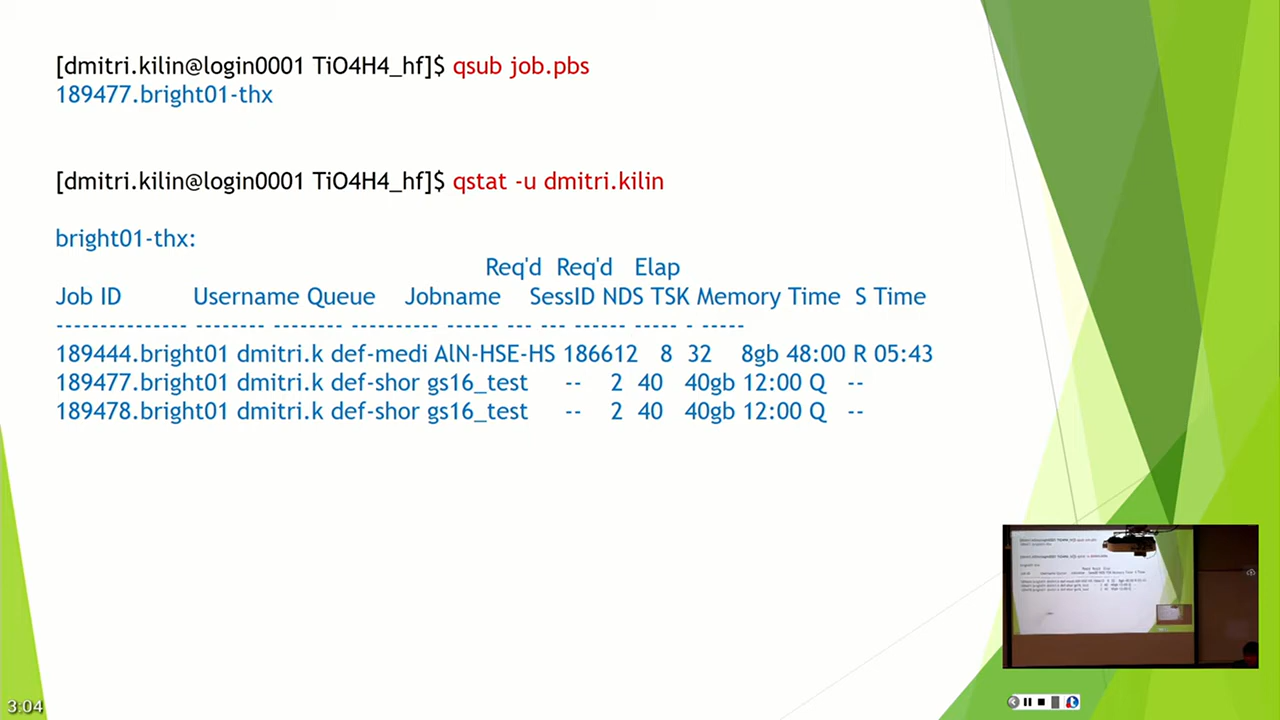 [dmitri.kilin@login0001 TiO4H4_hf]$ qsub job.pbs
189477.bright01-thx
[dmitri.kilin@login0001 TiO4H4_hf]$ qstat -u dmitri.kilin
bright01-thx:
Req'd Req'd Elap
Job ID Username Queue Jobname SessID NDS TSK Memory Time S Time
--------------- -------- -------- ---------- ------ --- --- ------ ----- - -----
189444.bright01 dmitri.k def-medi AlN-HSE-HS 186612 8 32 8gb 48:00 R 05:43
189477.bright01 dmitri.k def-shor gs16_test -- 2 40 40gb 12:00 Q --
189478.bright01 dmitri.k def-shor gs16_test -- 2 40 40gb 12:00 Q --
3:04